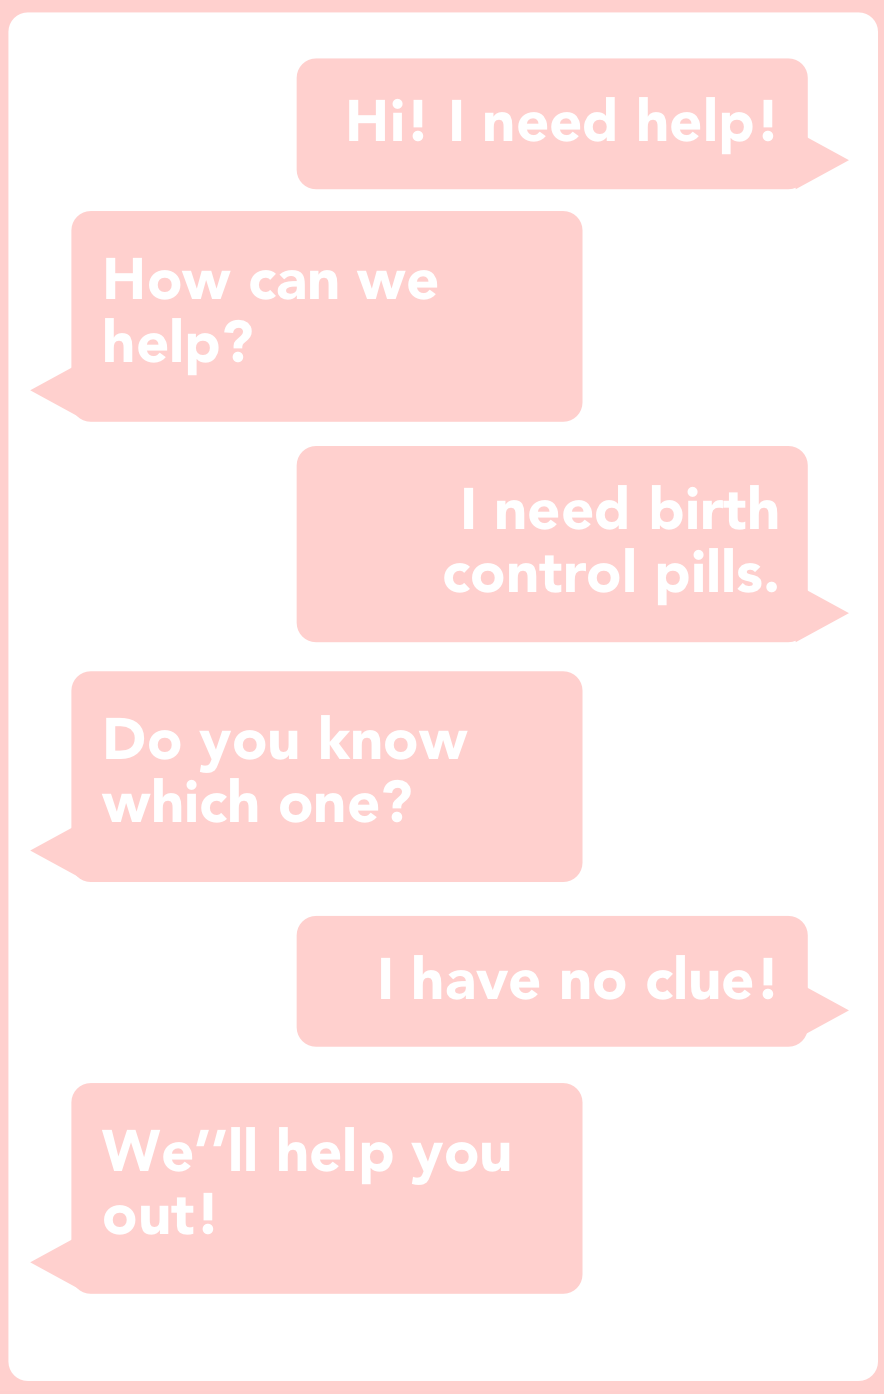 Hi! I need help!
How can we
help?
I need birth
control pills.
Do you know
which one?
I have no clue!
We’’ll help you
out!